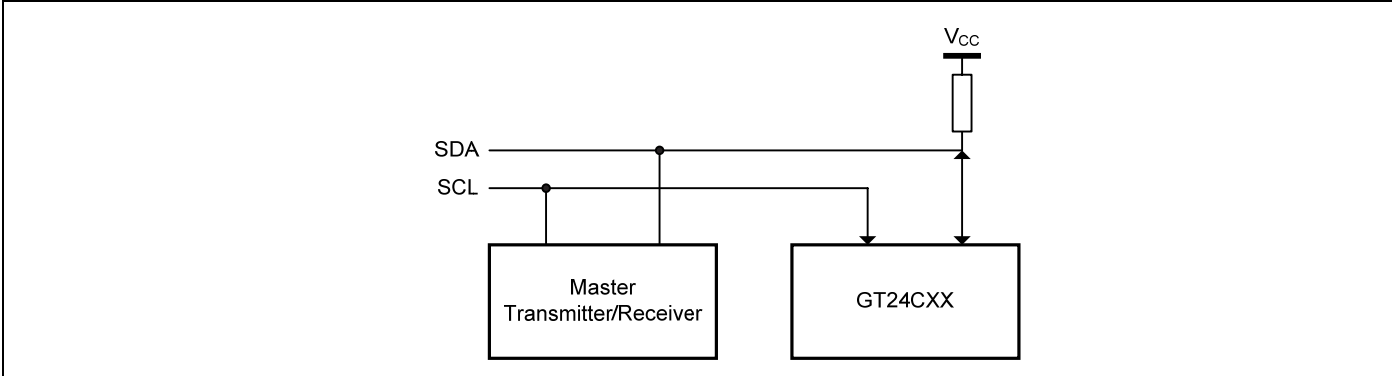 VCC
SDA
SCL
Master
Transmitter/Receiver
GT24CXX